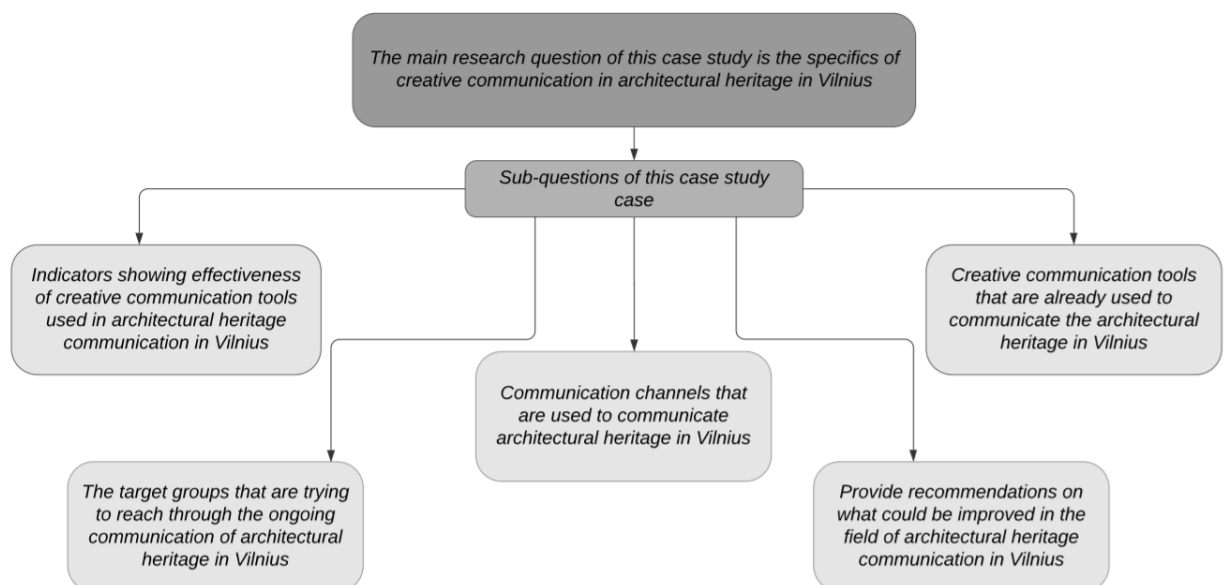 The main research question of this case study is the specifics of
creative communication in architectural heritage in Vilnius
Sub-questions of this case study
case
Indicators showing effectiveness
of creative communication tools
used in architectural heritage
communication in Vilnius
Creative communication tools
that are already used to
communicate the architectural
heritage in Vilnius
Communication channels that
are used to communicate
architectural heritage in Vilnius
The target groups that are trying
to reach through the ongoing
communication of architectural
heritage in Vilnius
Provide recommendations on
what could be improved in the
field of architectural heritage
communication in Vilnius